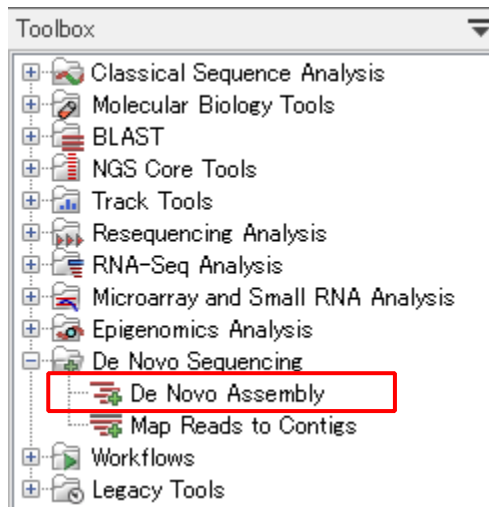 Toolbox
Classical Sequence Analysis
Molecular Biology Tools
BLAST
NGS Core Tools
Track Tools
Resequencing Analysis
RNA-Seq Analysis
Microarray and Small RNA Analysis
Epigenomics Analysis
De Novo Sequencing
De Novo Assembly
Map Reads to Contigs
Workflows
Legacy Tools